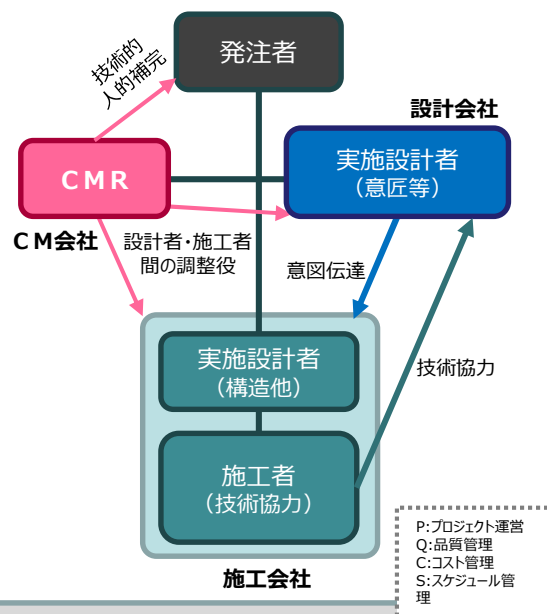 発注者
技術的
人的補完
設計会社
CMR
実施設計者
（意匠等）
CM会社
設計者・施工者
間の調整役
意図伝達
実施設計者
（構造他）
技術協力
施工者
（技術協力）
施工会社
P:プロジェクト運営
Q:品質管理
C:コスト管理
S:スケジュール管
理